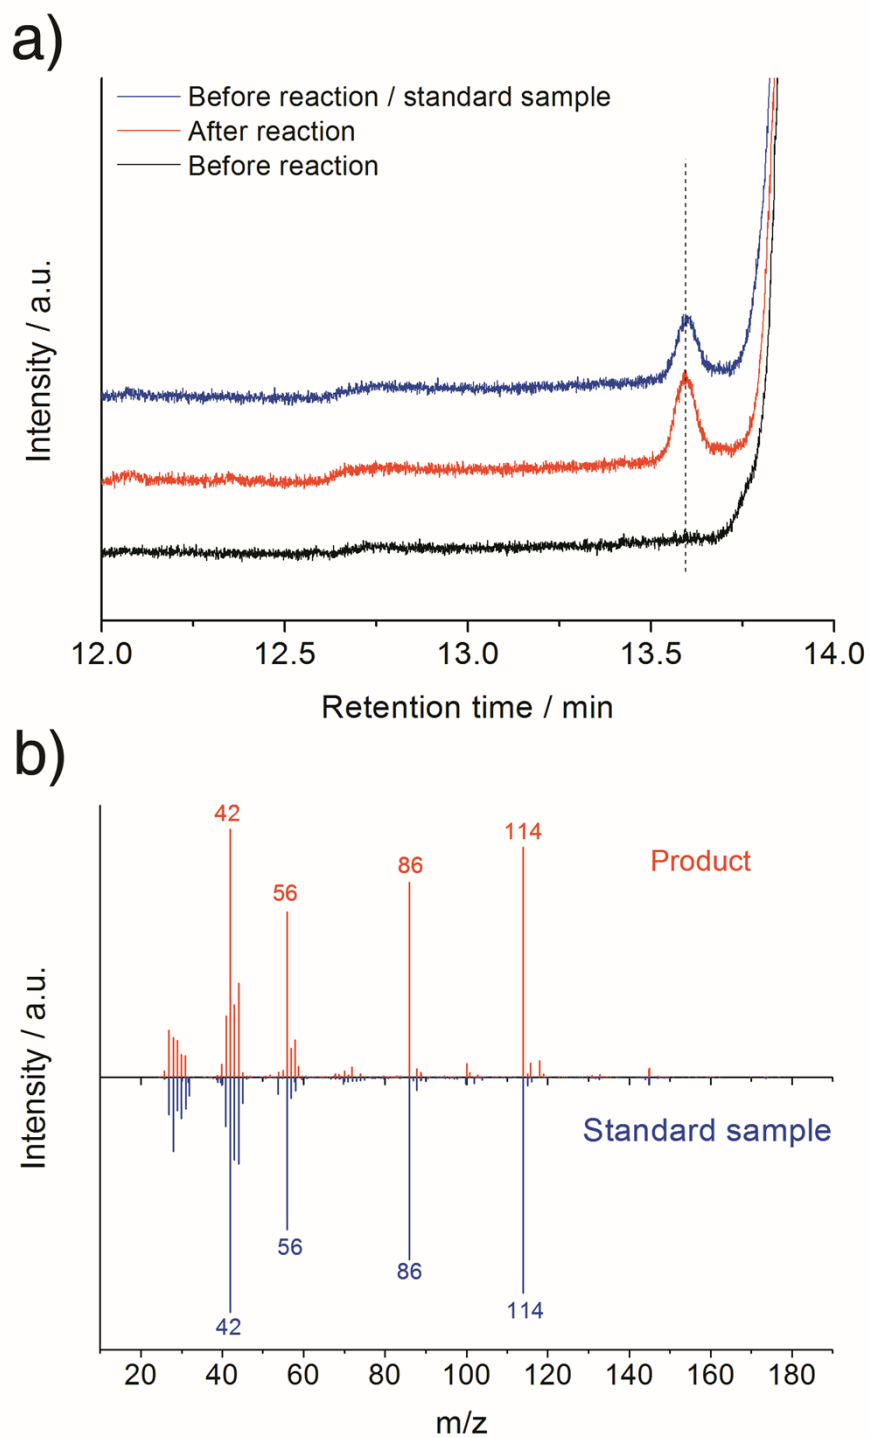 a)
Before reaction / standard sample
After reaction
Before reaction
Intensity / a.u.
12.0 12.5 13.0 13.5 14.0
Retention time / min
b)
42
114
Product
86
56
Intensity / a.u.
Standard sample
56
86
114
42
20 40 60 80 100 120 140 160 180
m/z